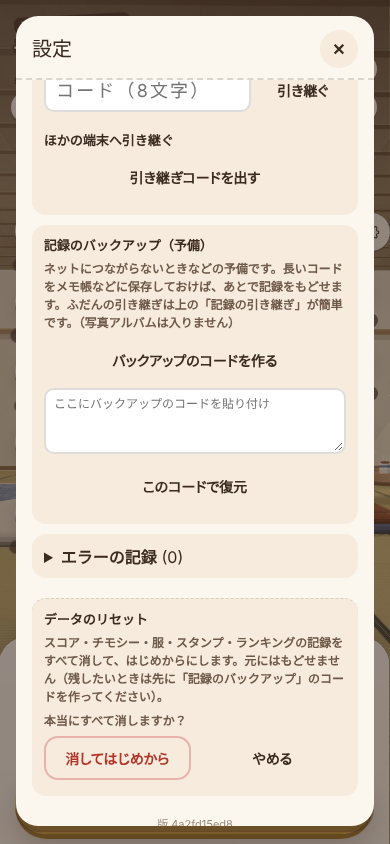 設定
×
コード（8文字）
引き継ぐ
ほかの端末へ引き継ぐ
引き継ぎコードを出す
記録のバックアップ（予備）
ネットにつながらないときなどの予備です。長いコード
をメモ帳などに保存しておけば、あとで記録をもどせま
す。ふだんの引き継ぎは上の「記録の引き継ぎ」が簡単
です。（写真アルバムは入りません）
バックアップのコードを作る
ここにバックアップのコードを貼り付け
このコードで復元
▶ エラーの記録 (0)
データのリセット
スコア・チモシー・服・スタンプ・ランキングの記録を
すべて消して、はじめからにします。元にはもどせませ
ん（残したいときは先に「記録のバックアップ」のコー
ドを作ってください）。
本当にすべて消しますか？
消してはじめから
やめる
版 4a2fd15ed8